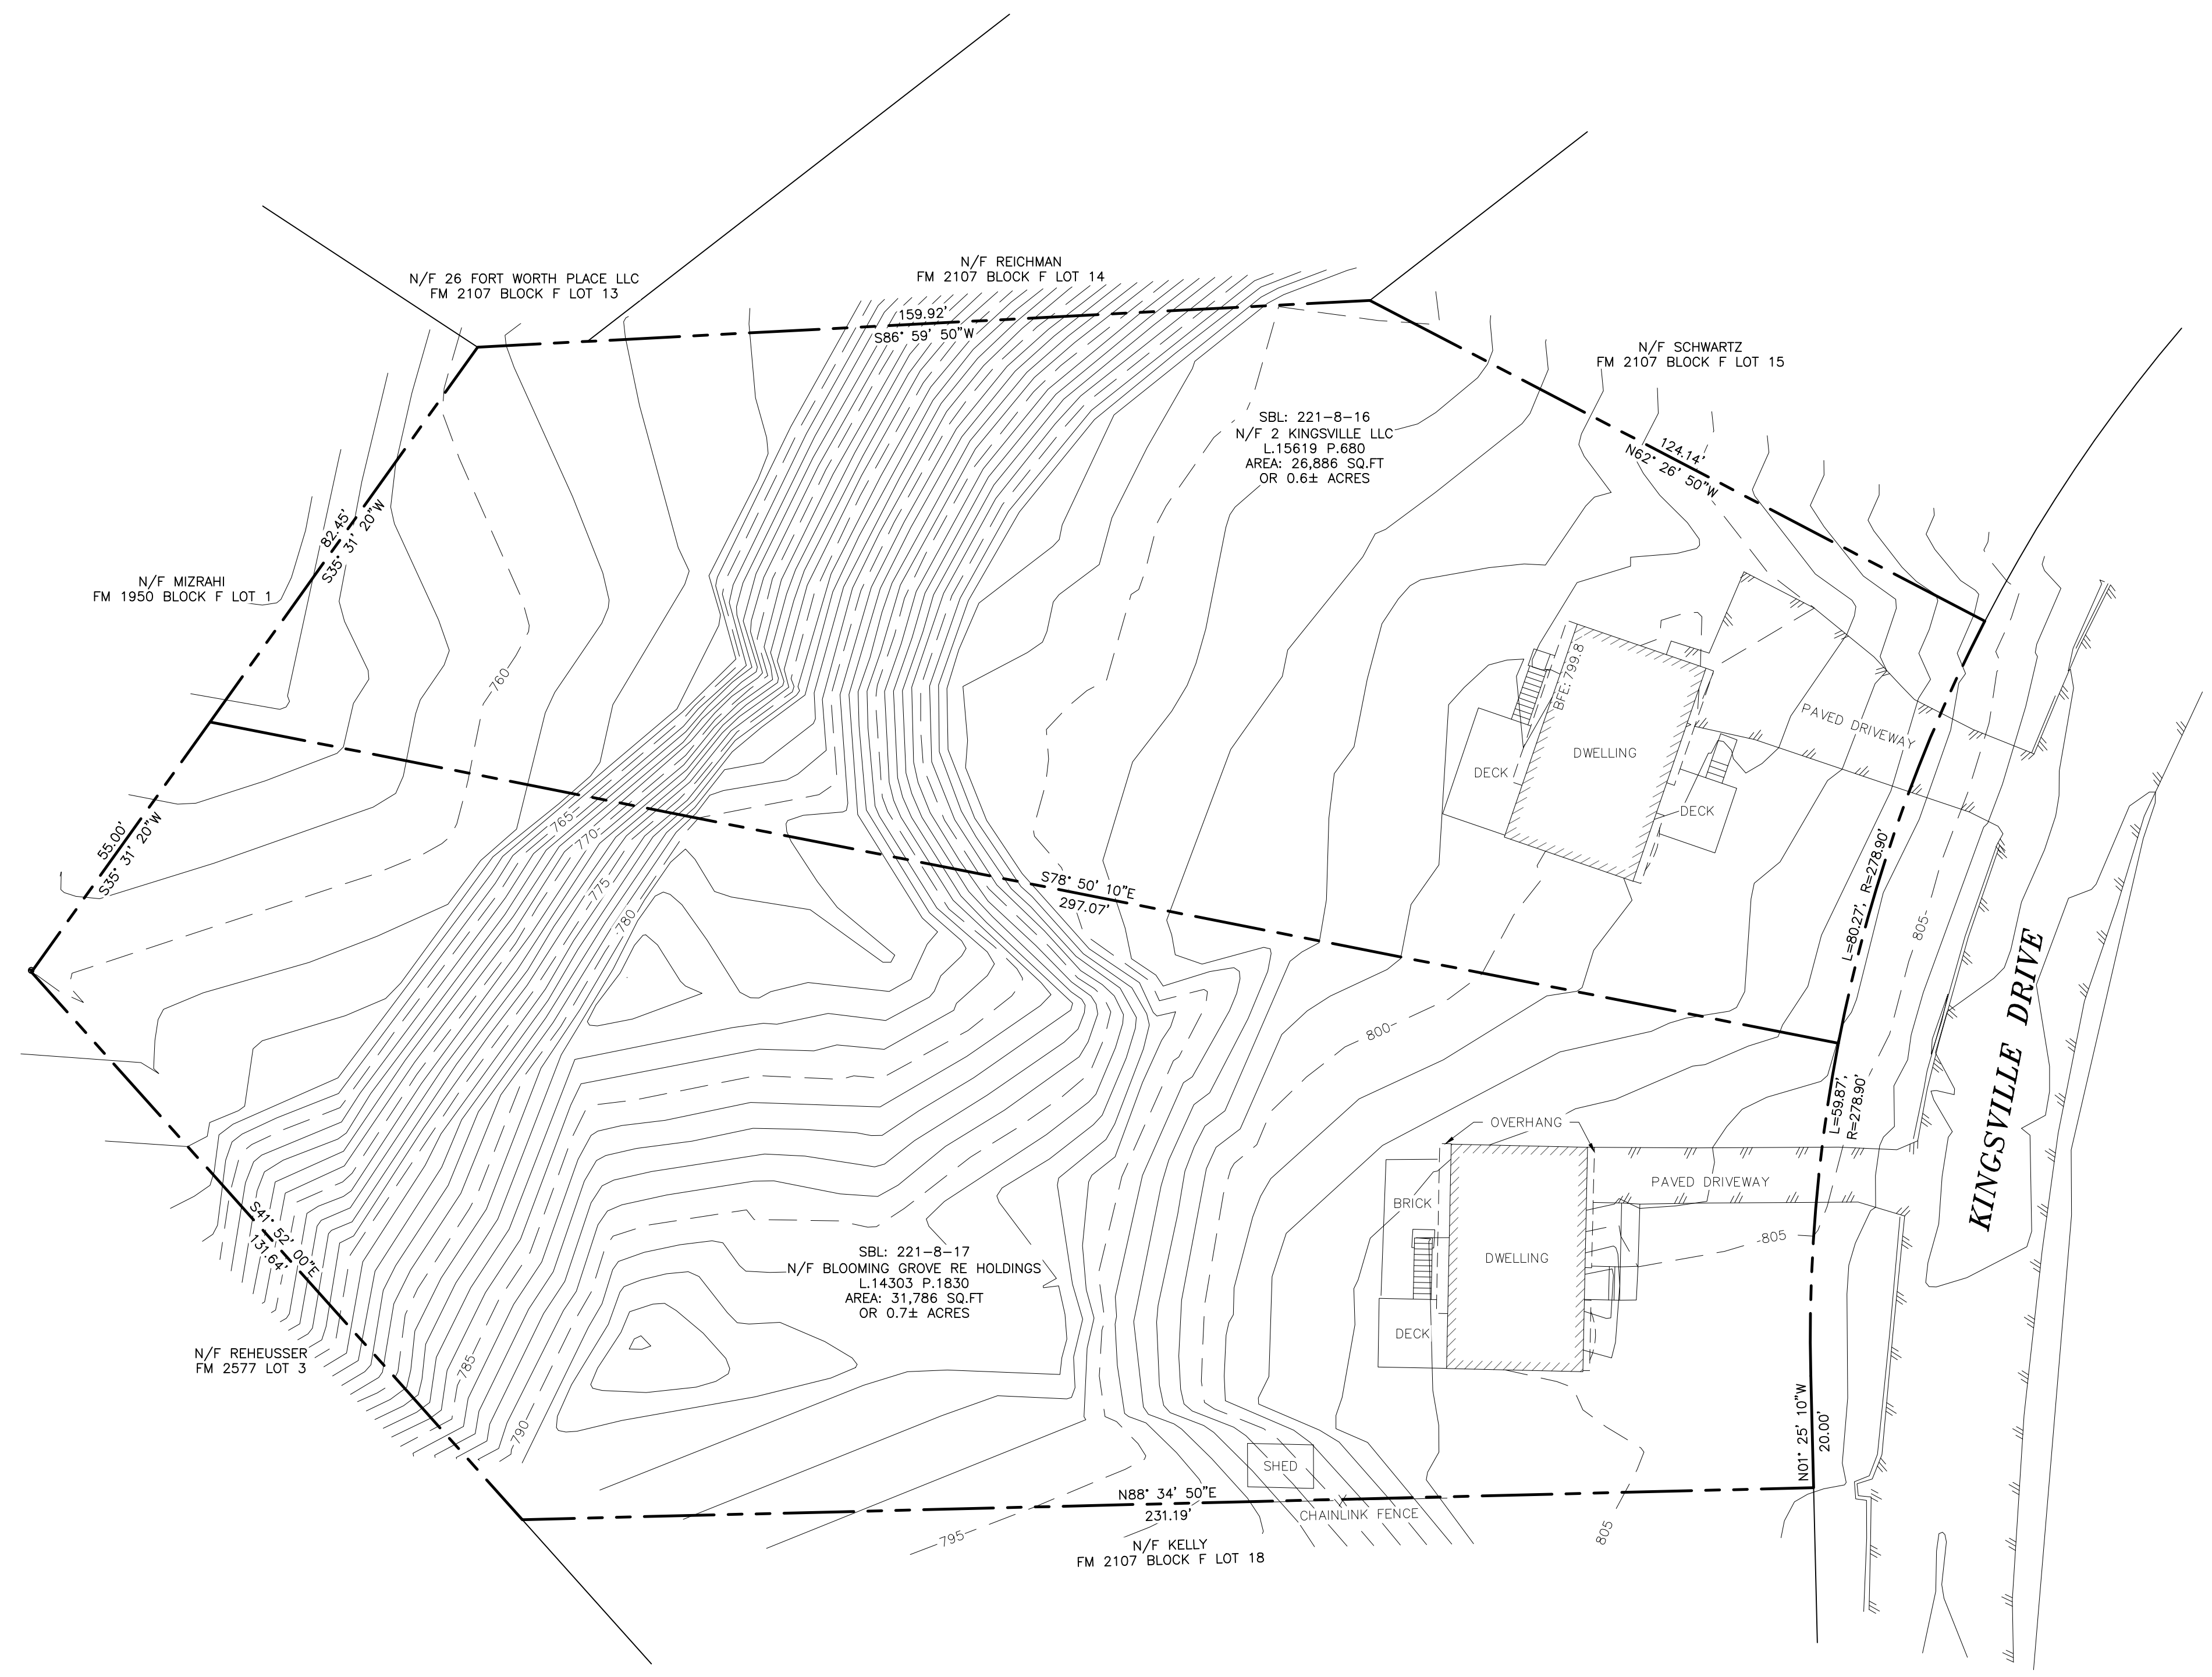 N/F REICHMAN
FM 2107 BLOCK F LOT 14
N/F 26 FORT WORTH PLACE LLC
FM 2107 BLOCK F LOT 13
159.92'
S86° 59' 50"W
N/F SCHWARTZ
FM 2107 BLOCK F LOT 15
SBL: 221-8-16
N/F 2 KINGSVILLE LLC
L.15619 P.680
AREA: 26,886 SQ.FT
OR 0.6± ACRES
124.14'
N62° 26' 50"W
82.45'
S35° 31' 20"W
N/F MIZRAHI
FM 1950 BLOCK F LOT 1
760
BFE: 799.8
PAVED DRIVEWAY
DWELLING
DECK
DECK
765
770
775
780
55.00'
S35° 31' 20"W
S78° 50' 10"E
297.07'
L=80.27', R=278.90'
805
KINGSVILLE DRIVE
800
L=59.87',
R=278.90'
OVERHANG
PAVED DRIVEWAY
BRICK
805
DWELLING
DECK
S41° 52' 00"E
131.64'
SBL: 221-8-17
N/F BLOOMING GROVE RE HOLDINGS
L.14303 P.1830
AREA: 31,786 SQ.FT
OR 0.7± ACRES
N/F REHEUSSER
FM 2577 LOT 3
785
790
N01° 25' 10"W
20.00'
SHED
N88° 34' 50"E
231.19'
CHAINLINK FENCE
795
805
N/F KELLY
FM 2107 BLOCK F LOT 18